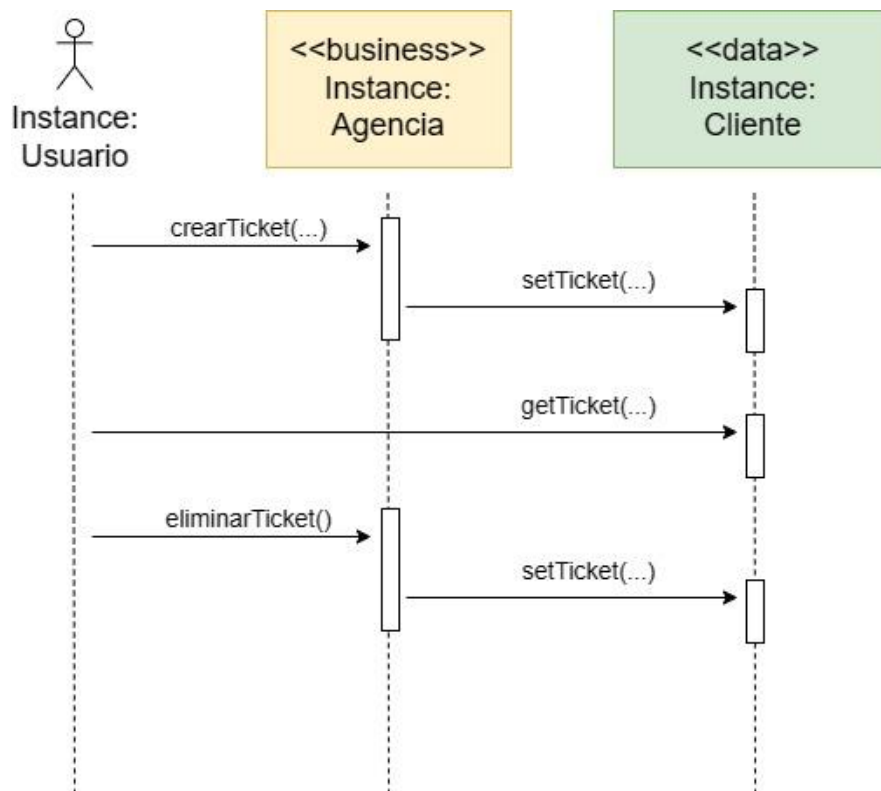 Instance:
Usuario
<<business>>
Instance:
Agencia
<<data>>
Instance:
Cliente
crearTicket(...)
setTicket(...)
getTicket(...)
eliminarTicket()
setTicket(...)